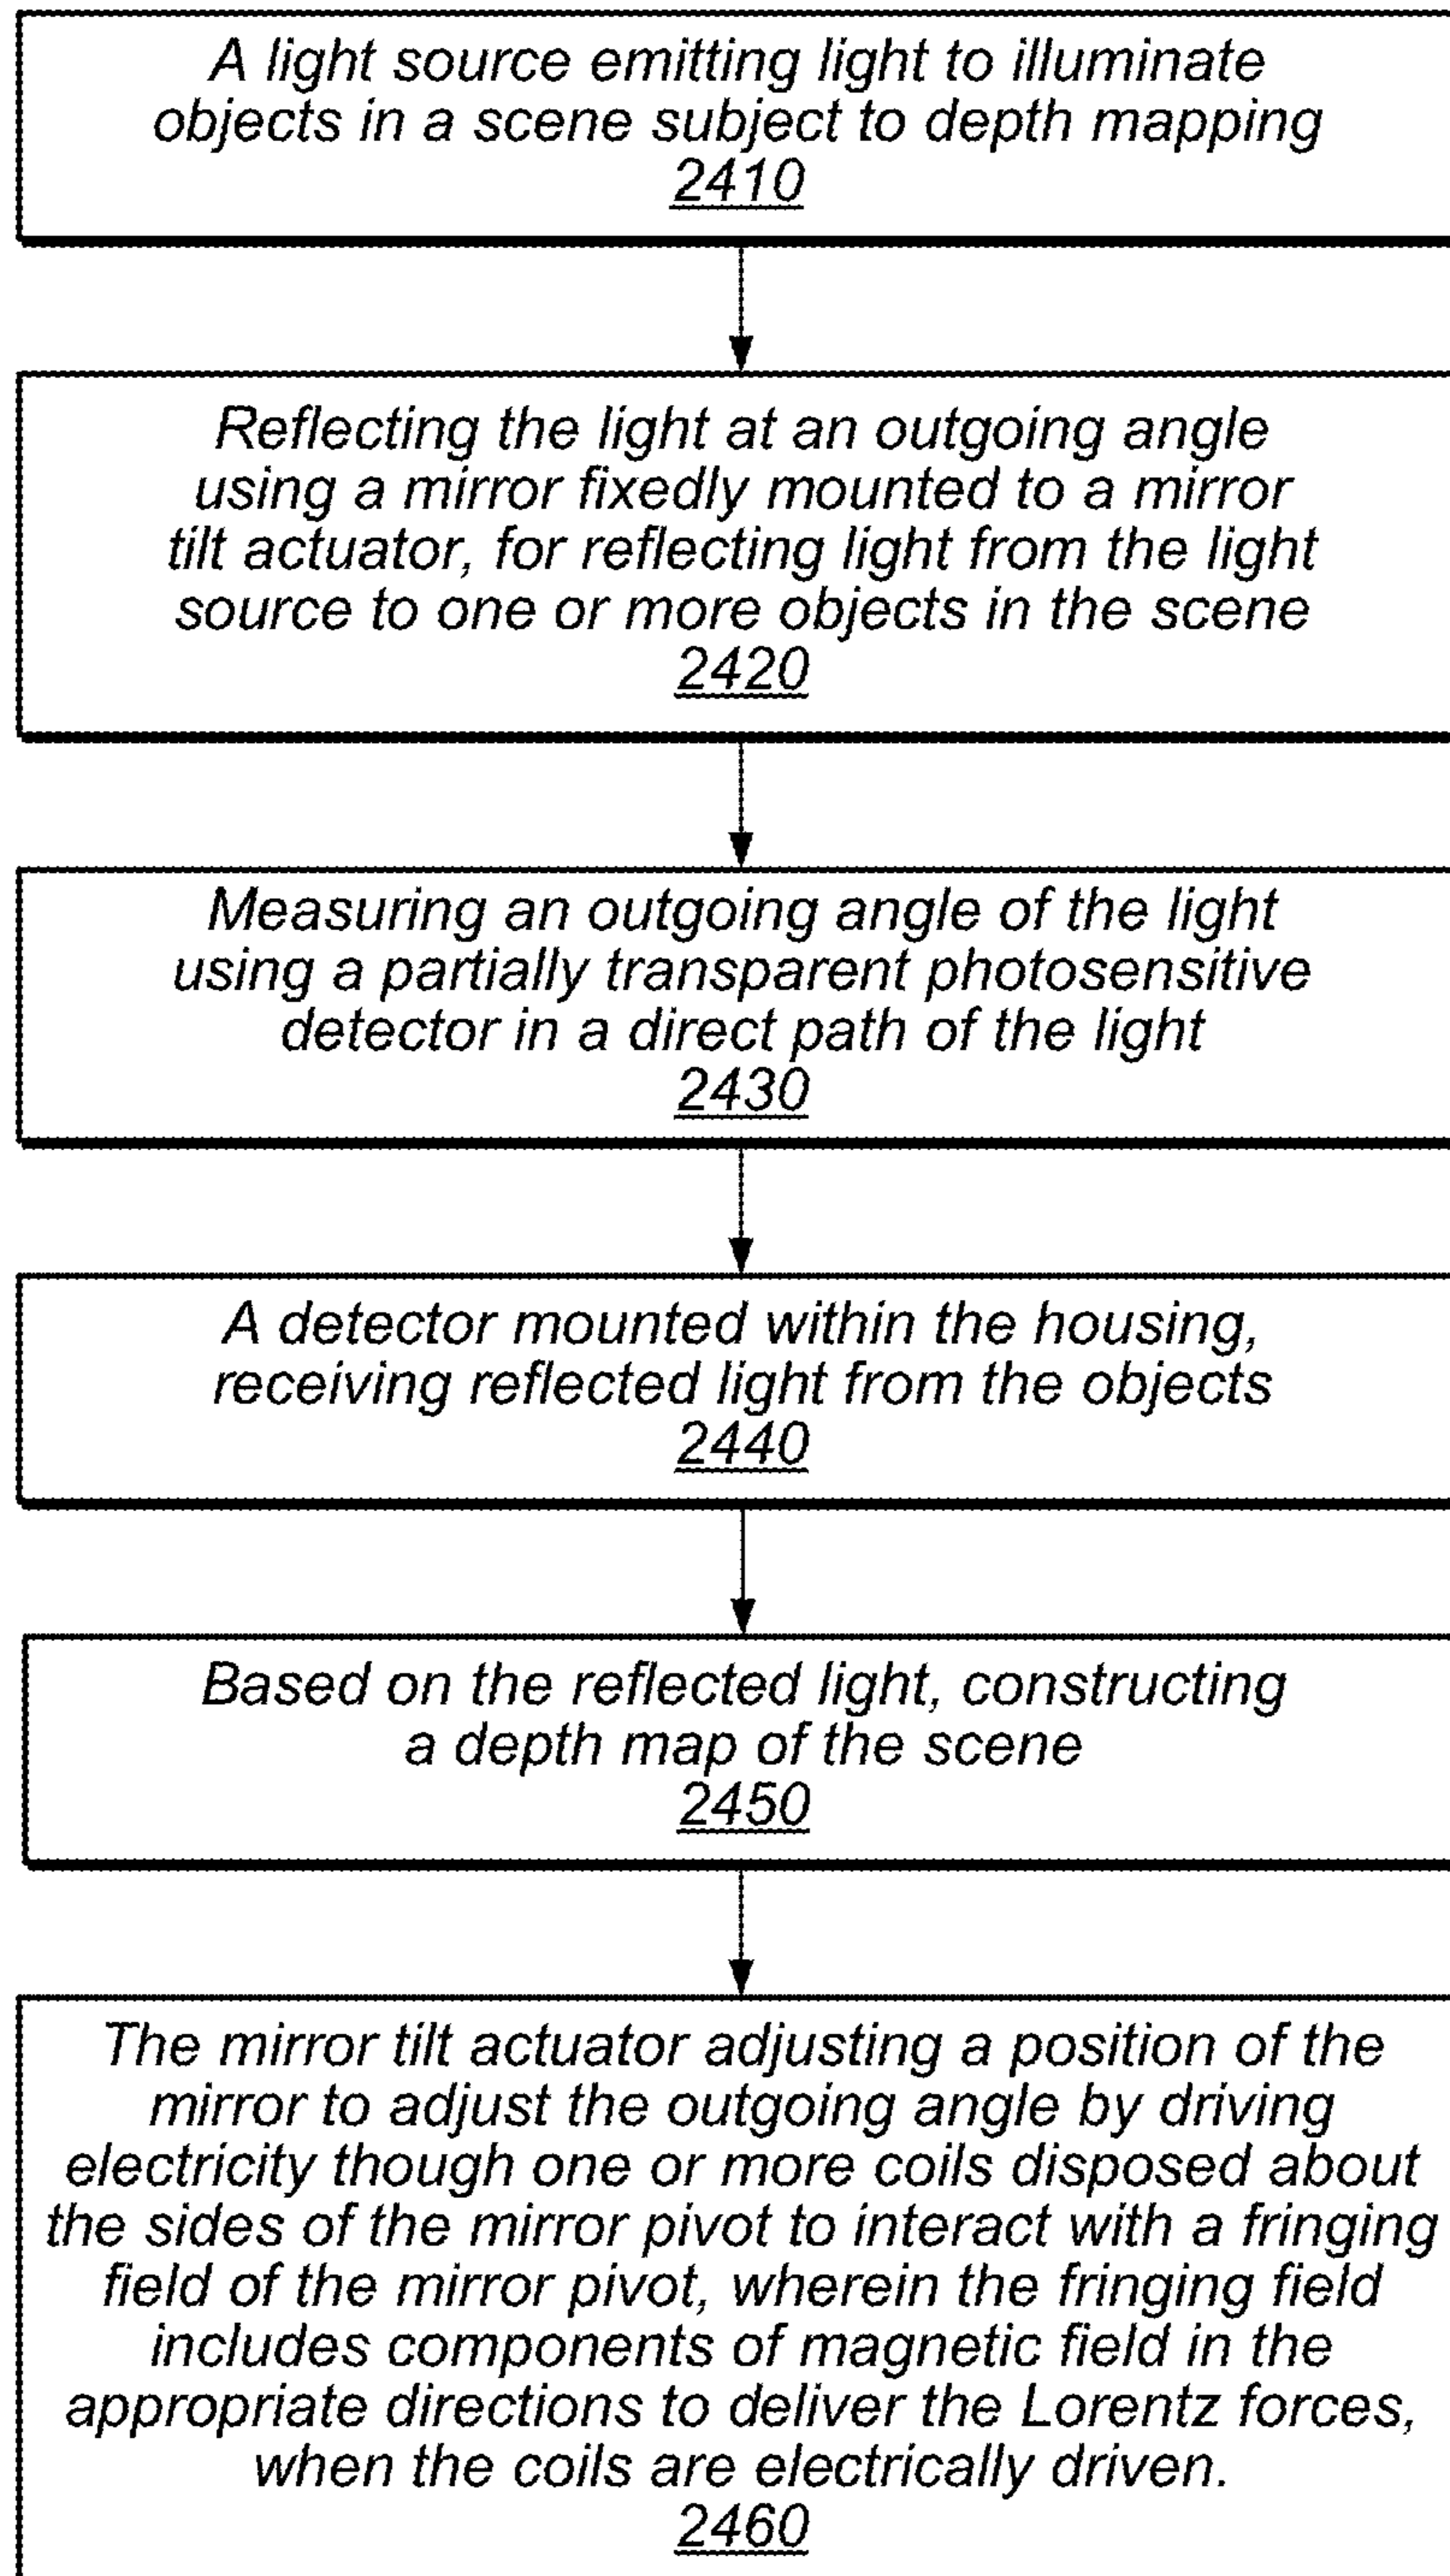 A light source emitting light to illuminate
objects in a scene subject to depth mapping
2410
Reflecting the light at an outgoing angle
using a mirror fixedly mounted to a mirror
tilt actuator, for reflecting light from the light
source to one or more objects in the scene
2420
Measuring an outgoing angle of the light
using a partially transparent photosensitive
detector in a direct path of the light
2430
A detector mounted within the housing,
receiving reflected light from the objects
2440
Based on the reflected light, constructing
a depth map of the scene
2450
The mirror tilt actuator adjusting a position of the
mirror to adjust the outgoing angle by driving
electricity though one or more coils disposed about
the sides of the mirror pivot to interact with a fringing
field of the mirror pivot, wherein the fringing field
includes components of magnetic field in the
appropriate directions to deliver the Lorentz forces,
when the coils are electrically driven.
2460